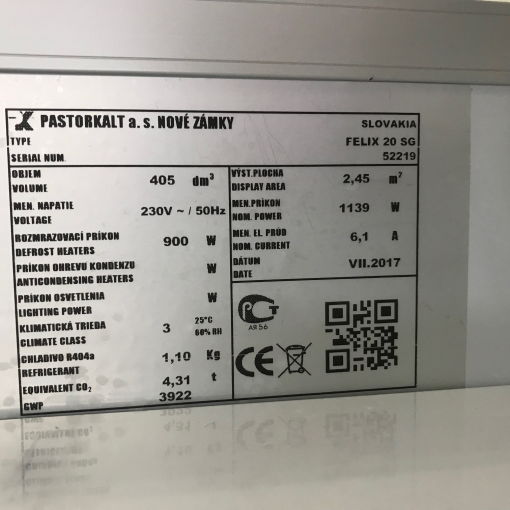 PASTORKALT a. s. NOVÉ ZÁMKY SLOVAKIA
TYPE FELIX 20 SG
SERIAL NUM. 52219
OBJEM
VOLUME 405 dm³
MEN. NAPATIE
VOLTAGE 230V ~ / 50Hz
ROZMRAZOVACÍ PRÍKON
DEFROST HEATERS 900 W
PRÍKON OHREVU KONDENZU
ANTICONDENSING HEATERS W
PRÍKON OSVETLENIA
LIGHTING POWER W
KLIMATICKÁ TRIEDA
CLIMATE CLASS 3 25°C 60% RH
CHLADIVO R404a
REFRIGERANT 1,10 Kg
EQUIVALENT CO₂ 4,31 t
GWP 3922
VÝST.PLOCHA
DISPLAY AREA 2,45 m²
MEN.PRÍKON
NOM. POWER 1139 W
MEN. EL. PRÚD
NOM. CURRENT 6,1 A
DÁTUM
DATE VII.2017
РСТ
АЯ56
CE